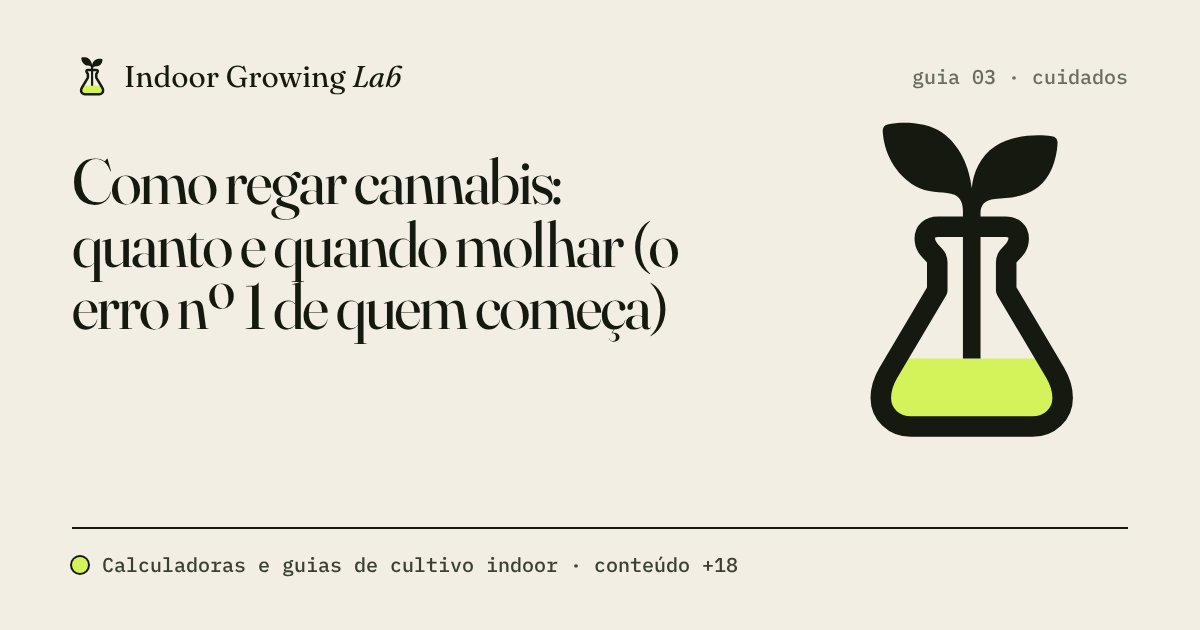 Indoor Growing Lab
guia 03 · cuidados
Como regar cannabis:
quanto e quando molhar (o
erro nº 1 de quem começa)
Calculadoras e guias de cultivo indoor · conteúdo +18